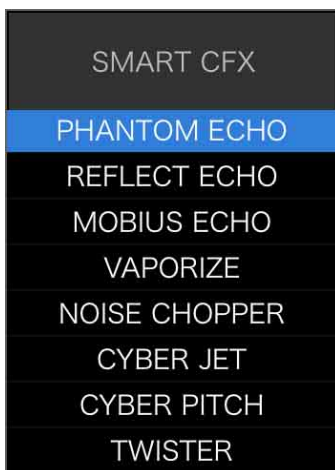 SMART CFX
PHANTOM ECHO
REFLECT ECHO
MOBIUS ECHO
VAPORIZE
NOISE CHOPPER
CYBER JET
CYBER PITCH
TWISTER